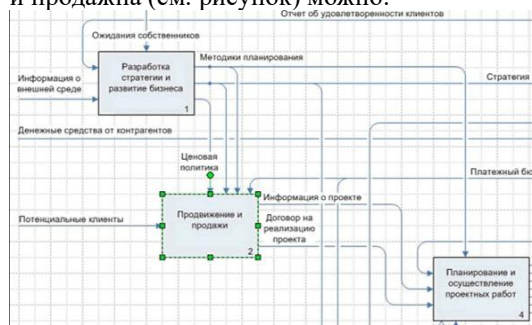 и продажна (см. рисунок) можно:
Отчет об удовлетворенности клиентов
Ожидания собственников
Методики планирования
Разработка
стратегии и
развитие бизнеса
1
Информация о
внешней среде
Стратегия
Денежные средства от контрагентов
Ценовая
политика
Платежный бю
Информация о проекте
Потенциальные клиенты
Продвижение и
продажи
2
Договор на
реализацию
проекта
Планирование и
осуществление
проектных работ
4